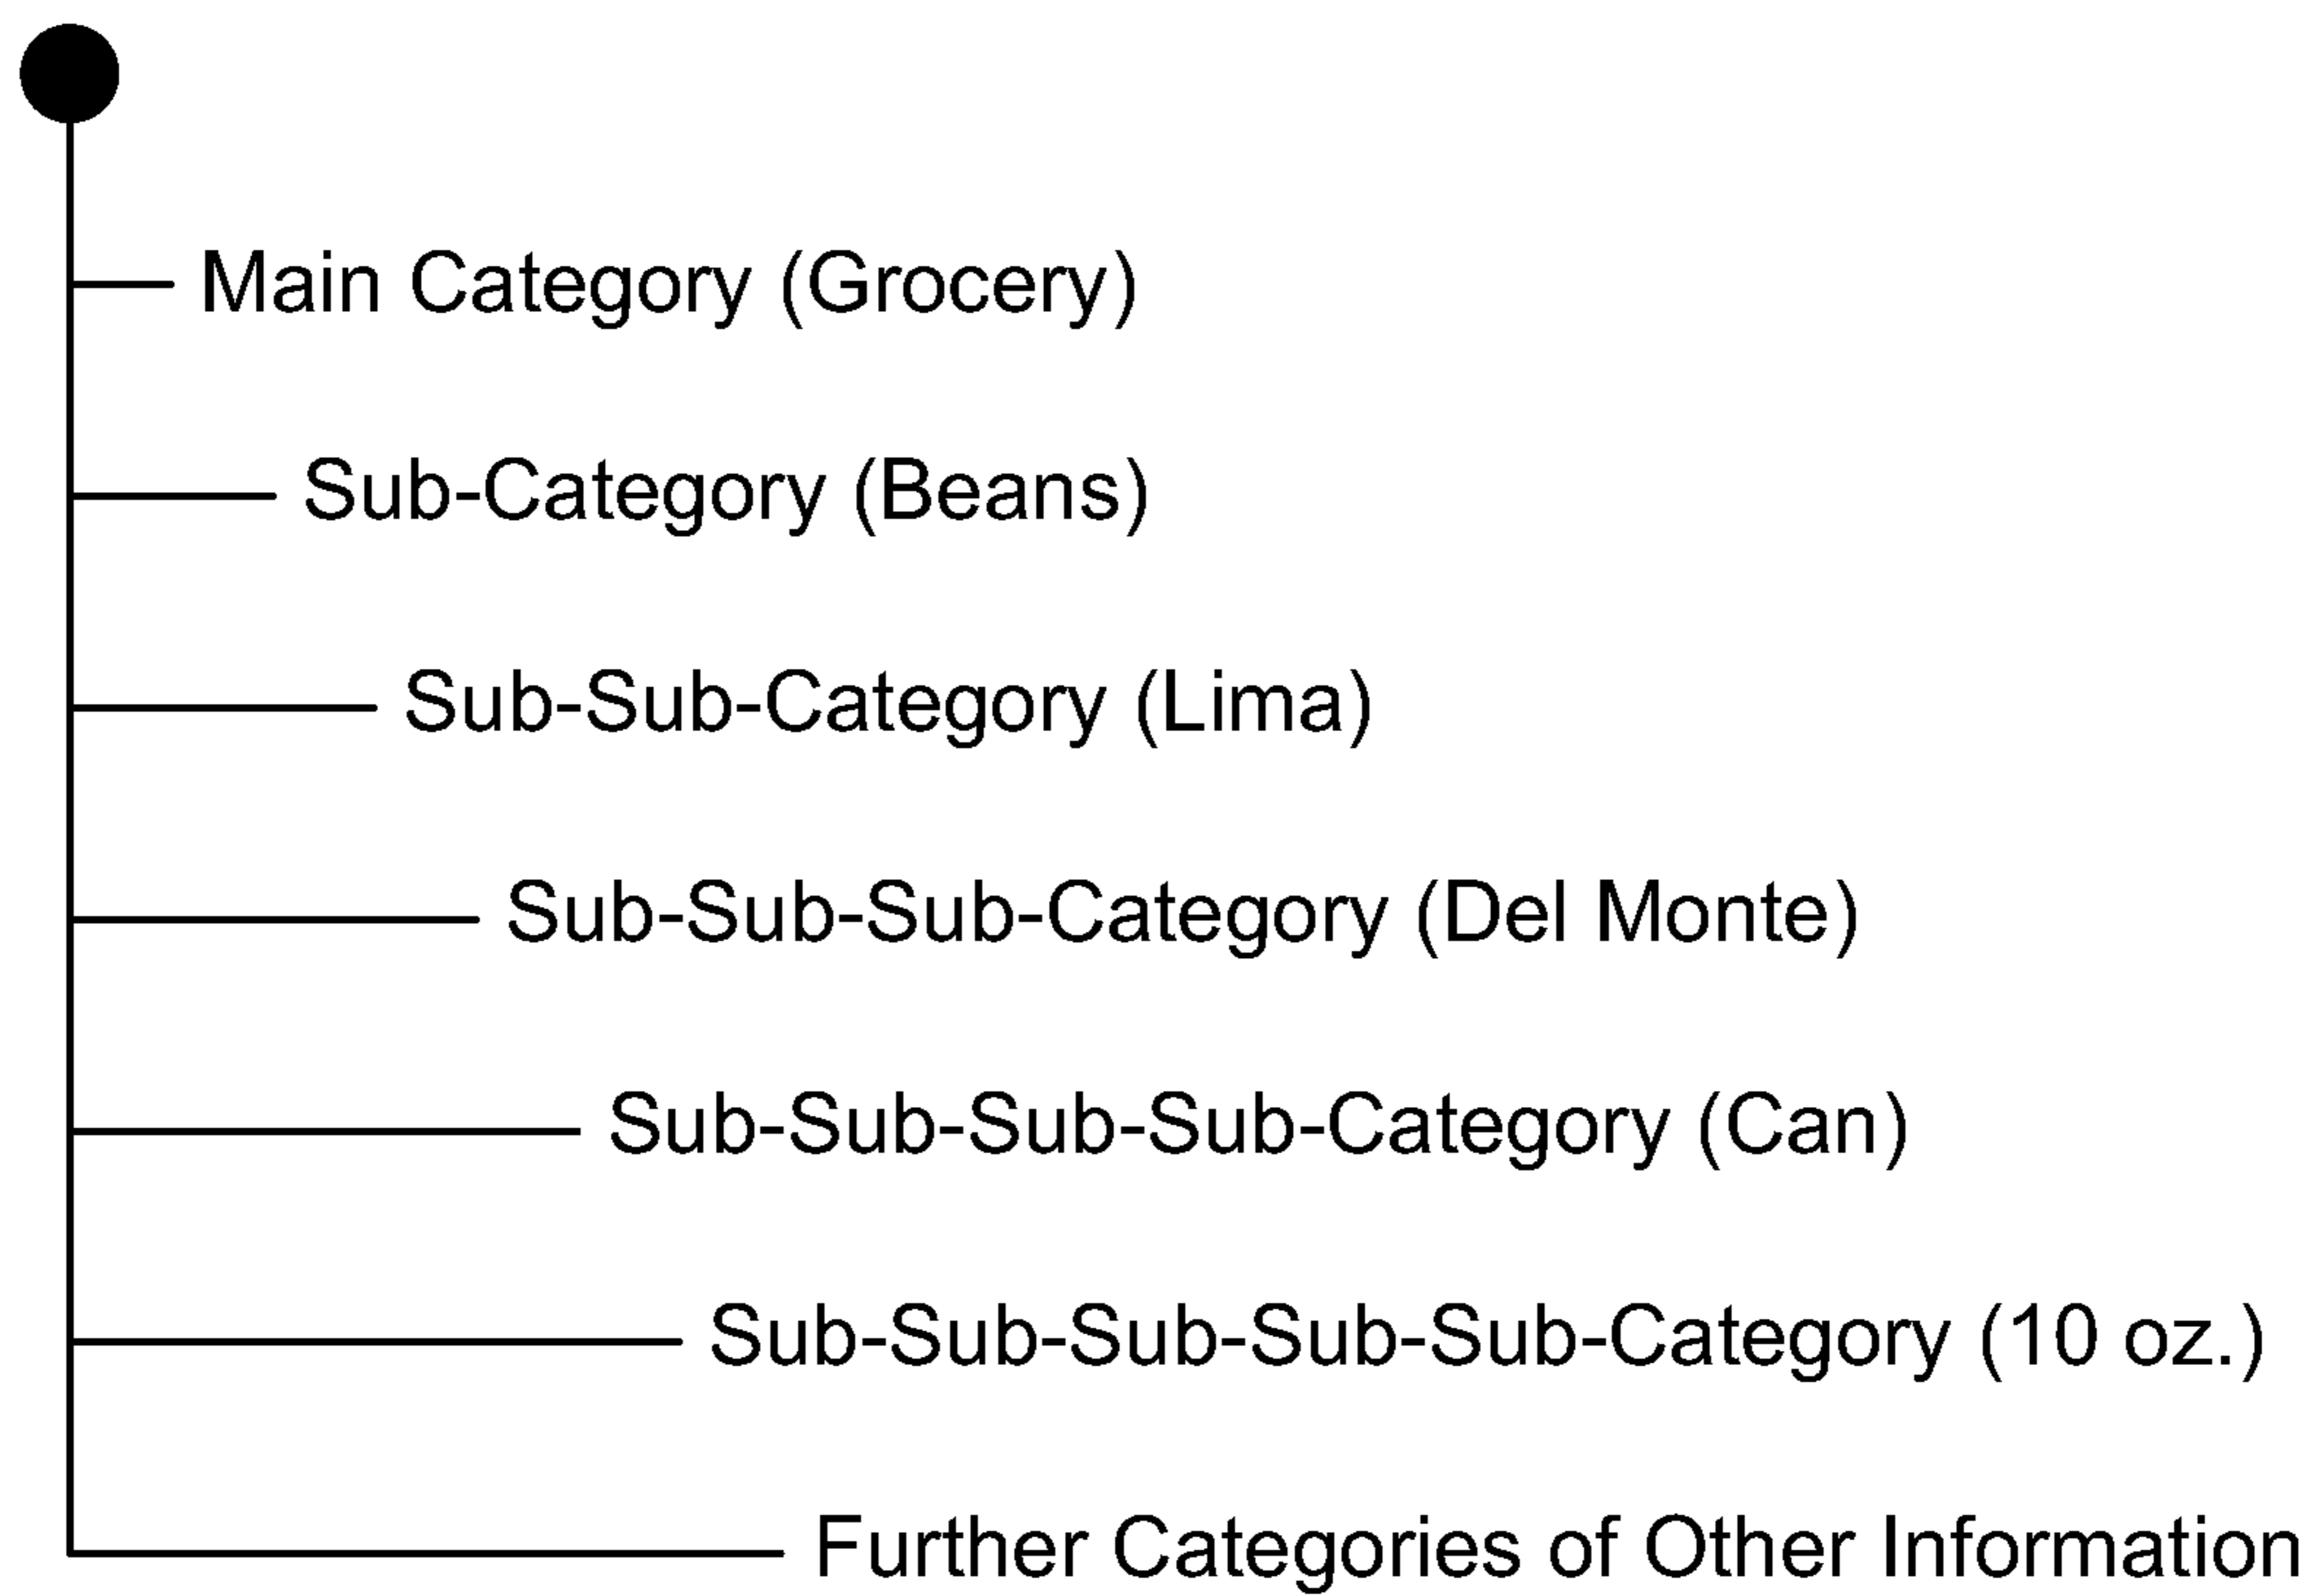 Main Category (Grocery)
Sub-Category (Beans)
Sub-Sub-Category (Lima)
Sub-Sub-Sub-Category (Del Monte)
Sub-Sub-Sub-Sub-Category (Can)
Sub-Sub-Sub-Sub-Sub-Category (10 oz.)
Further Categories of Other Information